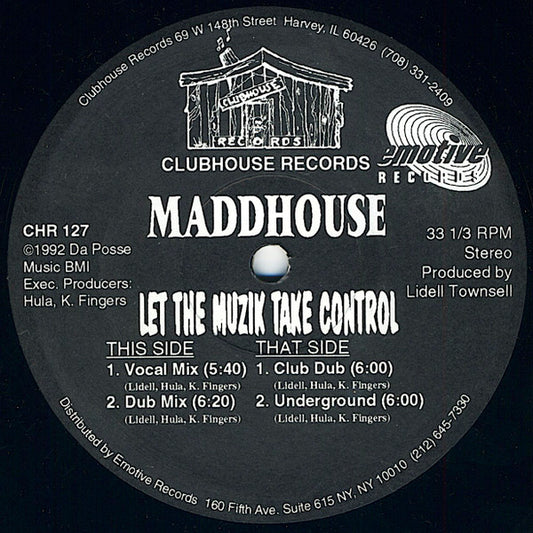 Clubhouse Records 69 W 148th Street Harvey, IL 60426 (708) 331-2409
CLUBHOUSE
RECORDS
CLUBHOUSE RECORDS
emotive
RECORDS
MADDHOUSE
CHR 127
©1992 Da Posse
Music BMI
Exec. Producers:
Hula, K. Fingers
33 1/3 RPM
Stereo
Produced by
Lidell Townsell
LET THE MUZIK TAKE CONTROL
THIS SIDE
1. Vocal Mix (5:40)
(Lidell, Hula, K. Fingers)
2. Dub Mix (6:20)
(Lidell, Hula, K. Fingers)
THAT SIDE
1. Club Dub (6:00)
(Lidell, Hula, K. Fingers)
2. Underground (6:00)
(Lidell, Hula, K. Fingers)
Distributed by Emotive Records 160 Fifth Ave. Suite 615 NY, NY 10010 (212) 645-7330